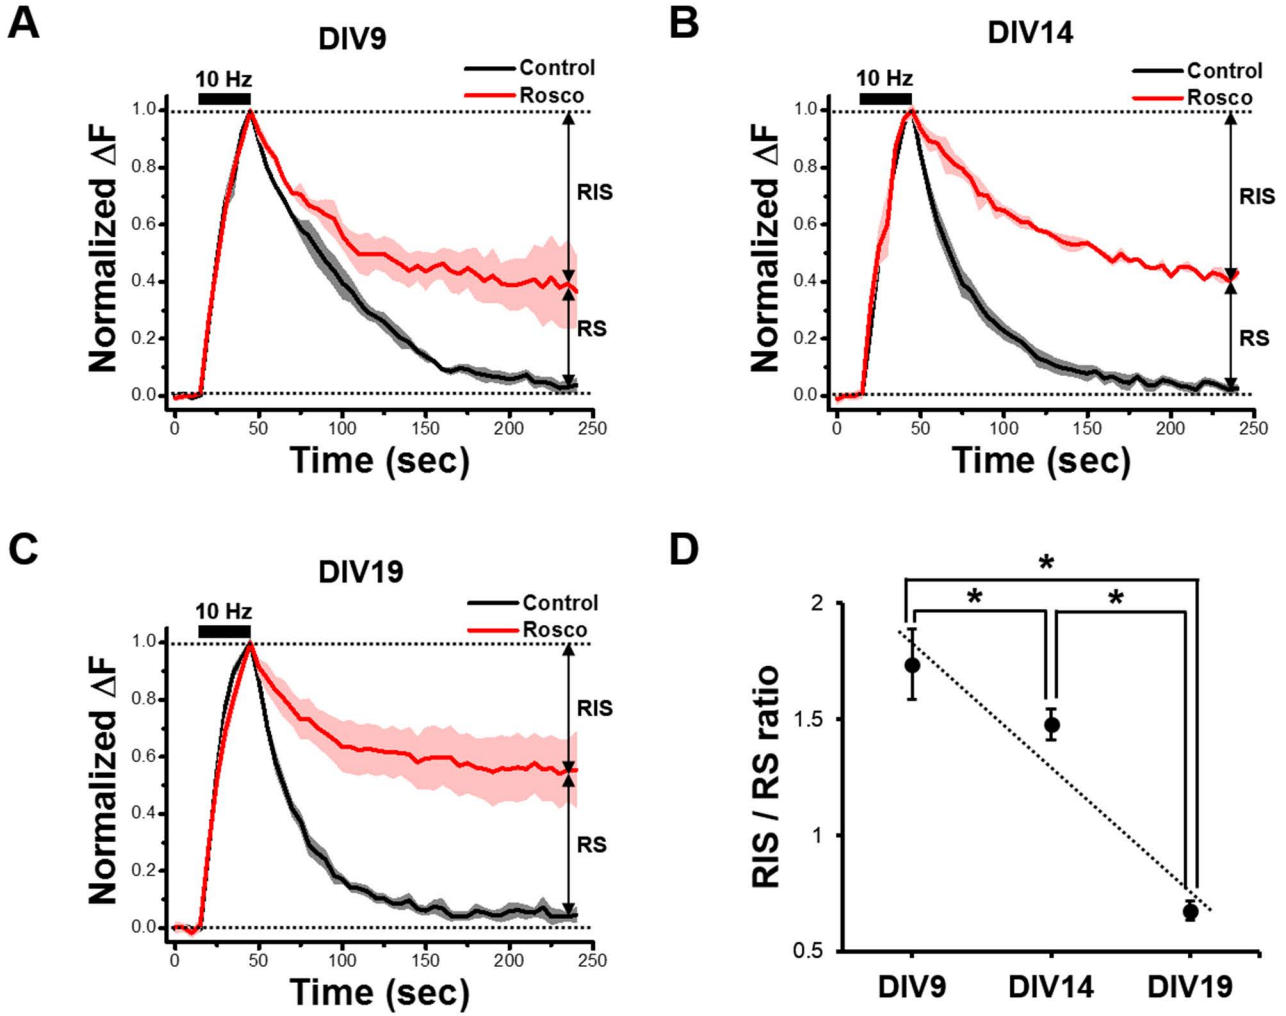 A
DIV9
10 Hz
Control
Rosco
Normalized ΔF
1.0
0.8
0.6
0.4
0.2
0.0
RIS
RS
0 50 100 150 200 250
Time (sec)
B
DIV14
10 Hz
Control
Rosco
Normalized ΔF
1.0
0.8
0.6
0.4
0.2
0.0
RIS
RS
0 50 100 150 200 250
Time (sec)
C
DIV19
10 Hz
Control
Rosco
Normalized ΔF
1.0
0.8
0.6
0.4
0.2
0.0
RIS
RS
0 50 100 150 200 250
Time (sec)
D
*
* *
RIS / RS ratio
2
1.5
1
0.5
DIV9 DIV14 DIV19